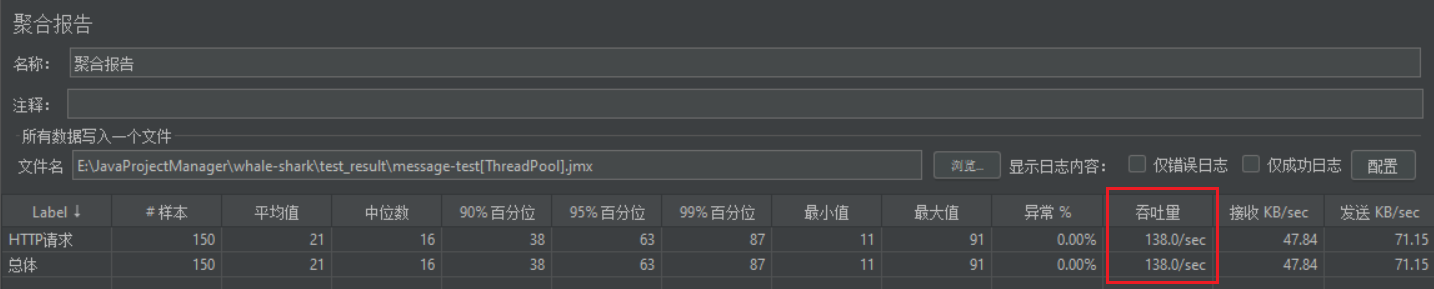 聚合报告
名称： 聚合报告
注释：
所有数据写入一个文件
文件名 E:\JavaProjectManager\whale-shark\test_result\message-test[ThreadPool].jmx 浏览... 显示日志内容： 仅错误日志 仅成功日志 配置
Label ↓ # 样本 平均值 中位数 90% 百分位 95% 百分位 99% 百分位 最小值 最大值 异常 % 吞吐量 接收 KB/sec 发送 KB/sec
HTTP请求 150 21 16 38 63 87 11 91 0.00% 138.0/sec 47.84 71.15
总体 150 21 16 38 63 87 11 91 0.00% 138.0/sec 47.84 71.15